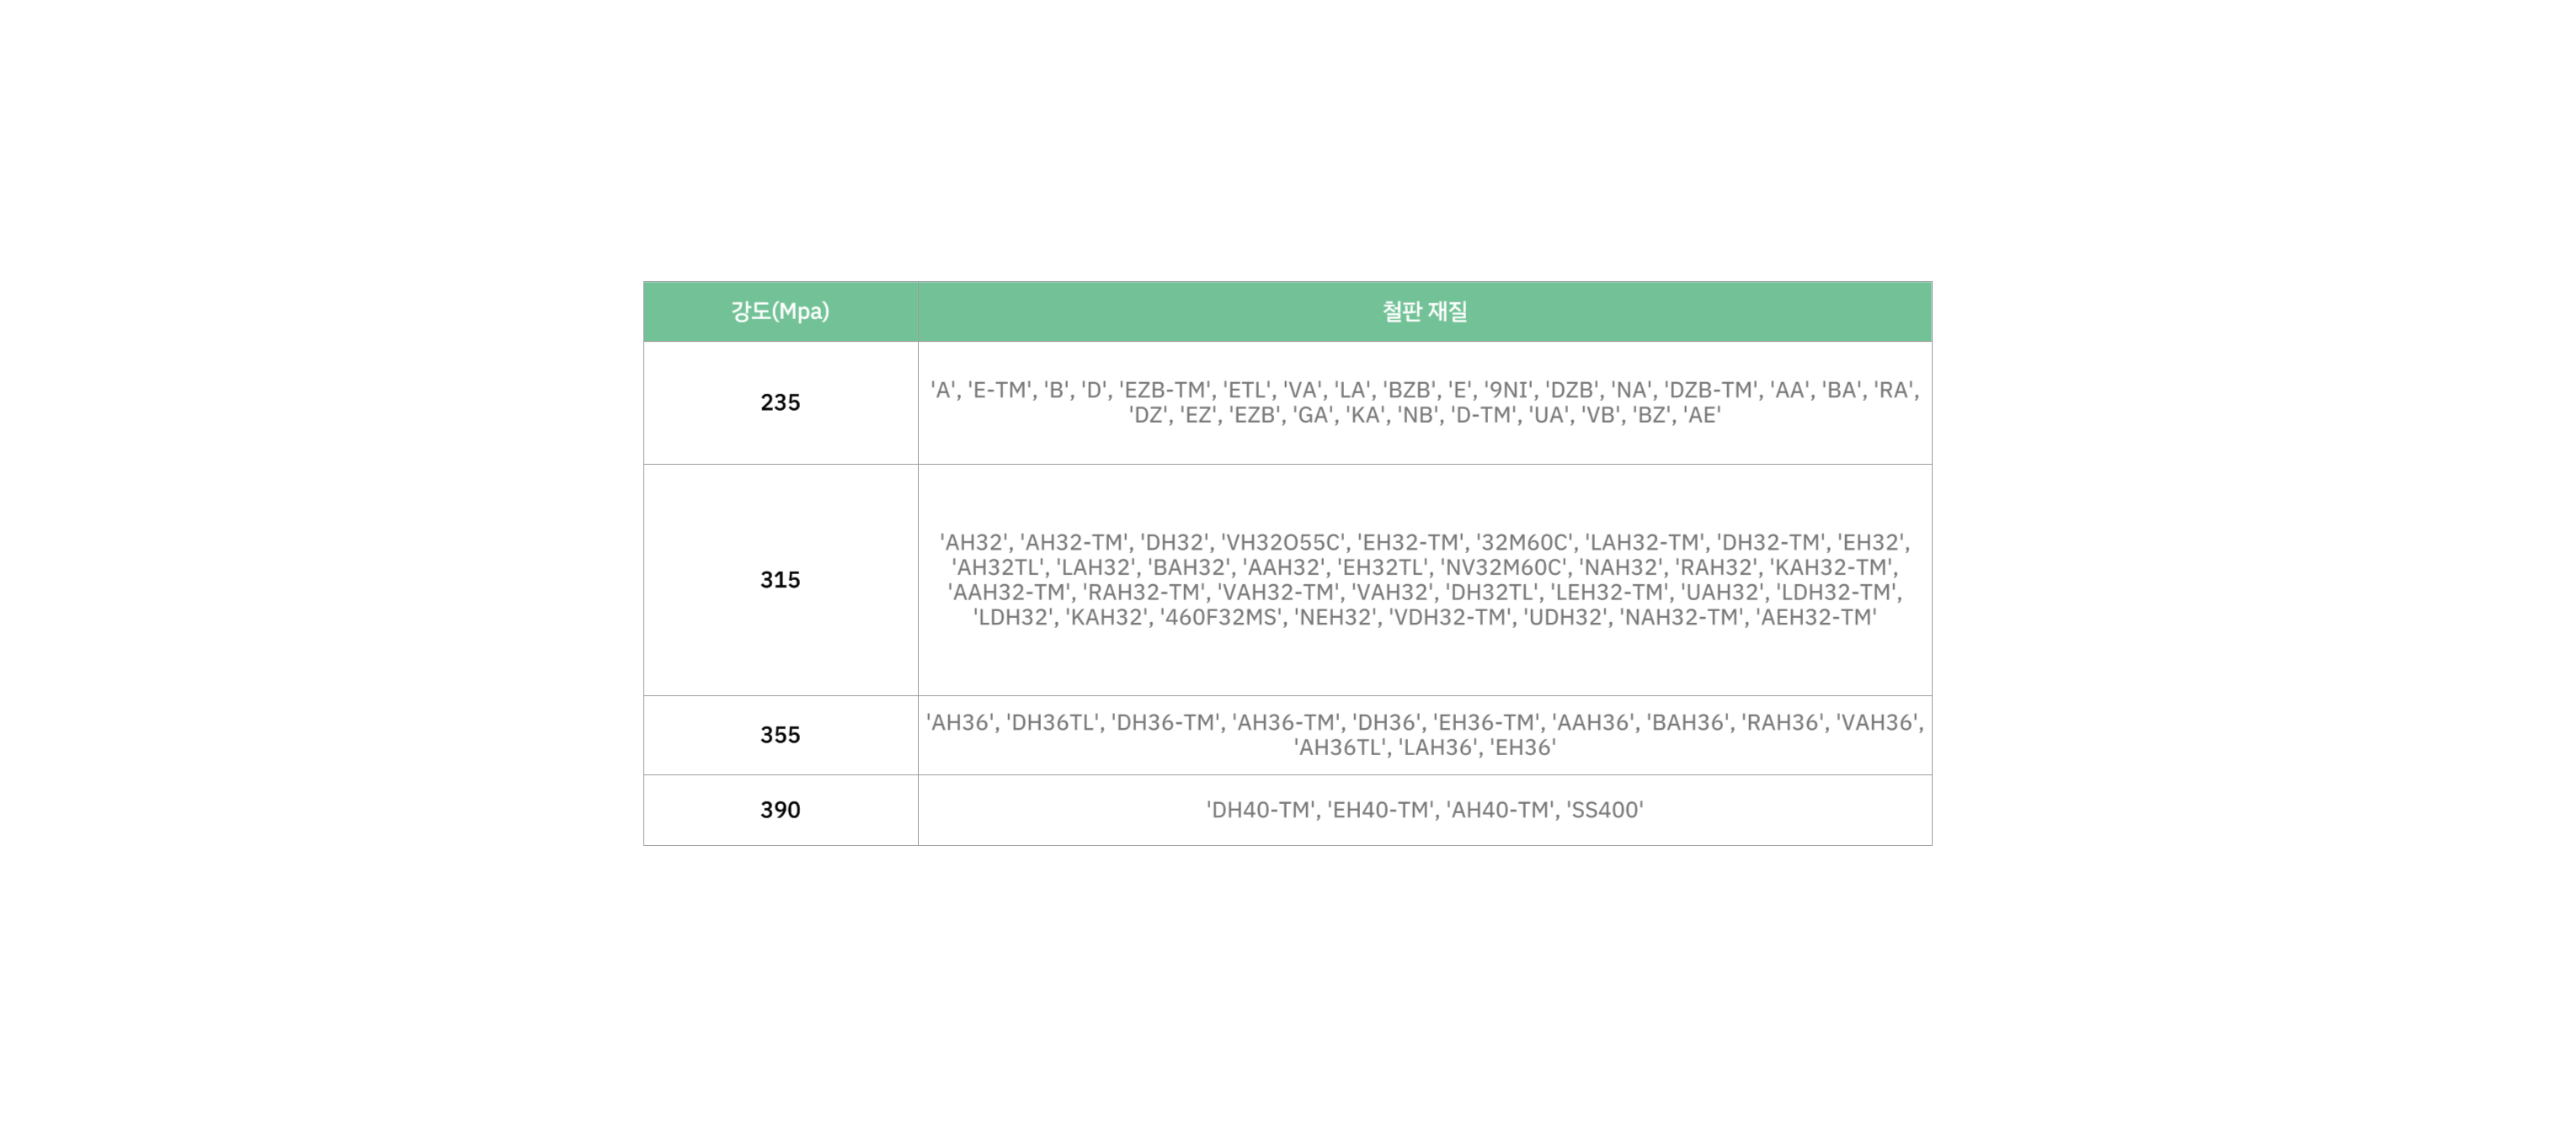 강도(Mpa)
철판 재질
235
'A', 'E-TM', 'B', 'D', 'EZB-TM', 'ETL', 'VA', 'LA', 'BZB', 'E', '9NI', 'DZB', 'NA', 'DZB-TM', 'AA', 'BA', 'RA',
'DZ', 'EZ', 'EZB', 'GA', 'KA', 'NB', 'D-TM', 'UA', 'VB', 'BZ', 'AE'
315
'AH32', 'AH32-TM', 'DH32', 'VH32O55C', 'EH32-TM', '32M60C', 'LAH32-TM', 'DH32-TM', 'EH32',
'AH32TL', 'LAH32', 'BAH32', 'AAH32', 'EH32TL', 'NV32M60C', 'NAH32', 'RAH32', 'KAH32-TM',
'AAH32-TM', 'RAH32-TM', 'VAH32-TM', 'VAH32', 'DH32TL', 'LEH32-TM', 'UAH32', 'LDH32-TM',
'LDH32', 'KAH32', '460F32MS', 'NEH32', 'VDH32-TM', 'UDH32', 'NAH32-TM', 'AEH32-TM'
355
'AH36', 'DH36TL', 'DH36-TM', 'AH36-TM', 'DH36', 'EH36-TM', 'AAH36', 'BAH36', 'RAH36', 'VAH36',
'AH36TL', 'LAH36', 'EH36'
390
'DH40-TM', 'EH40-TM', 'AH40-TM', 'SS400'